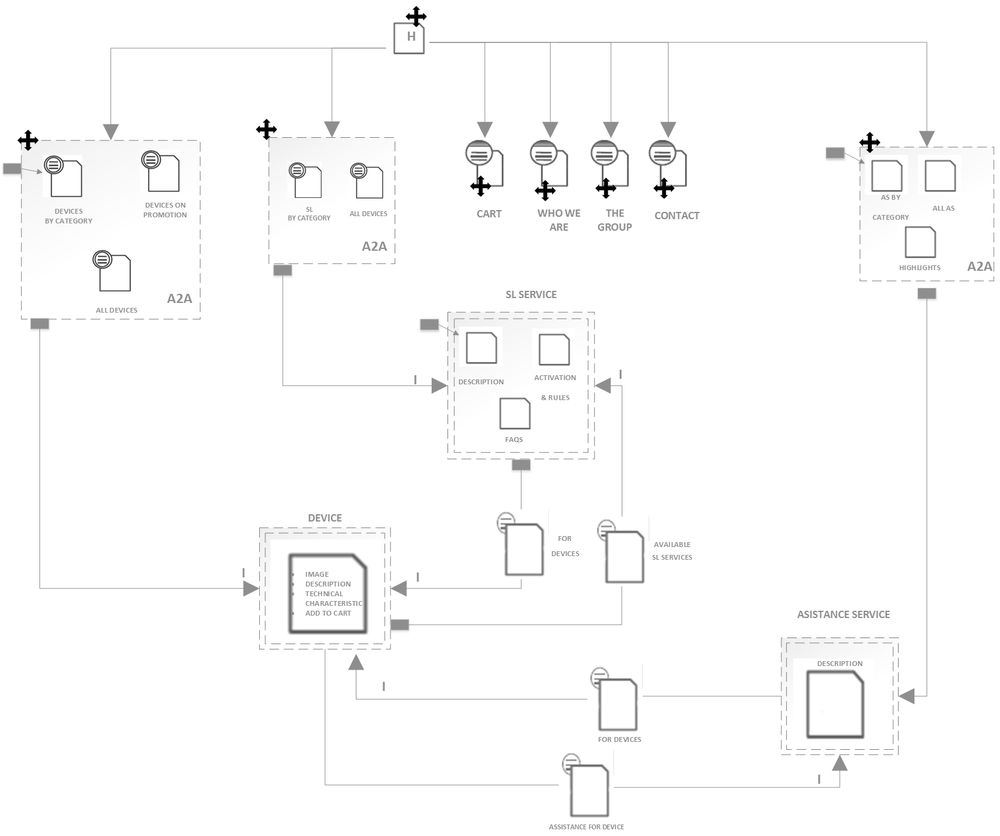 H
DEVICES
BY CATEGORY
DEVICES ON
PROMOTION
ALL DEVICES
A2A
SL
BY CATEGORY
ALL DEVICES
A2A
CART
WHO WE
ARE
THE
GROUP
CONTACT
AS BY
CATEGORY
ALL AS
HIGHLIGHTS
A2A
SL SERVICE
I
I
DESCRIPTION
ACTIVATION
& RULES
FAQS
DEVICE
FOR
DEVICES
AVAILABLE
SL SERVICES
I
I
IMAGE
DESCRIPTION
TECHNICAL
CHARACTERISTIC
ADD TO CART
ASISTANCE SERVICE
DESCRIPTION
I
FOR DEVICES
I
ASSISTANCE FOR DEVICE